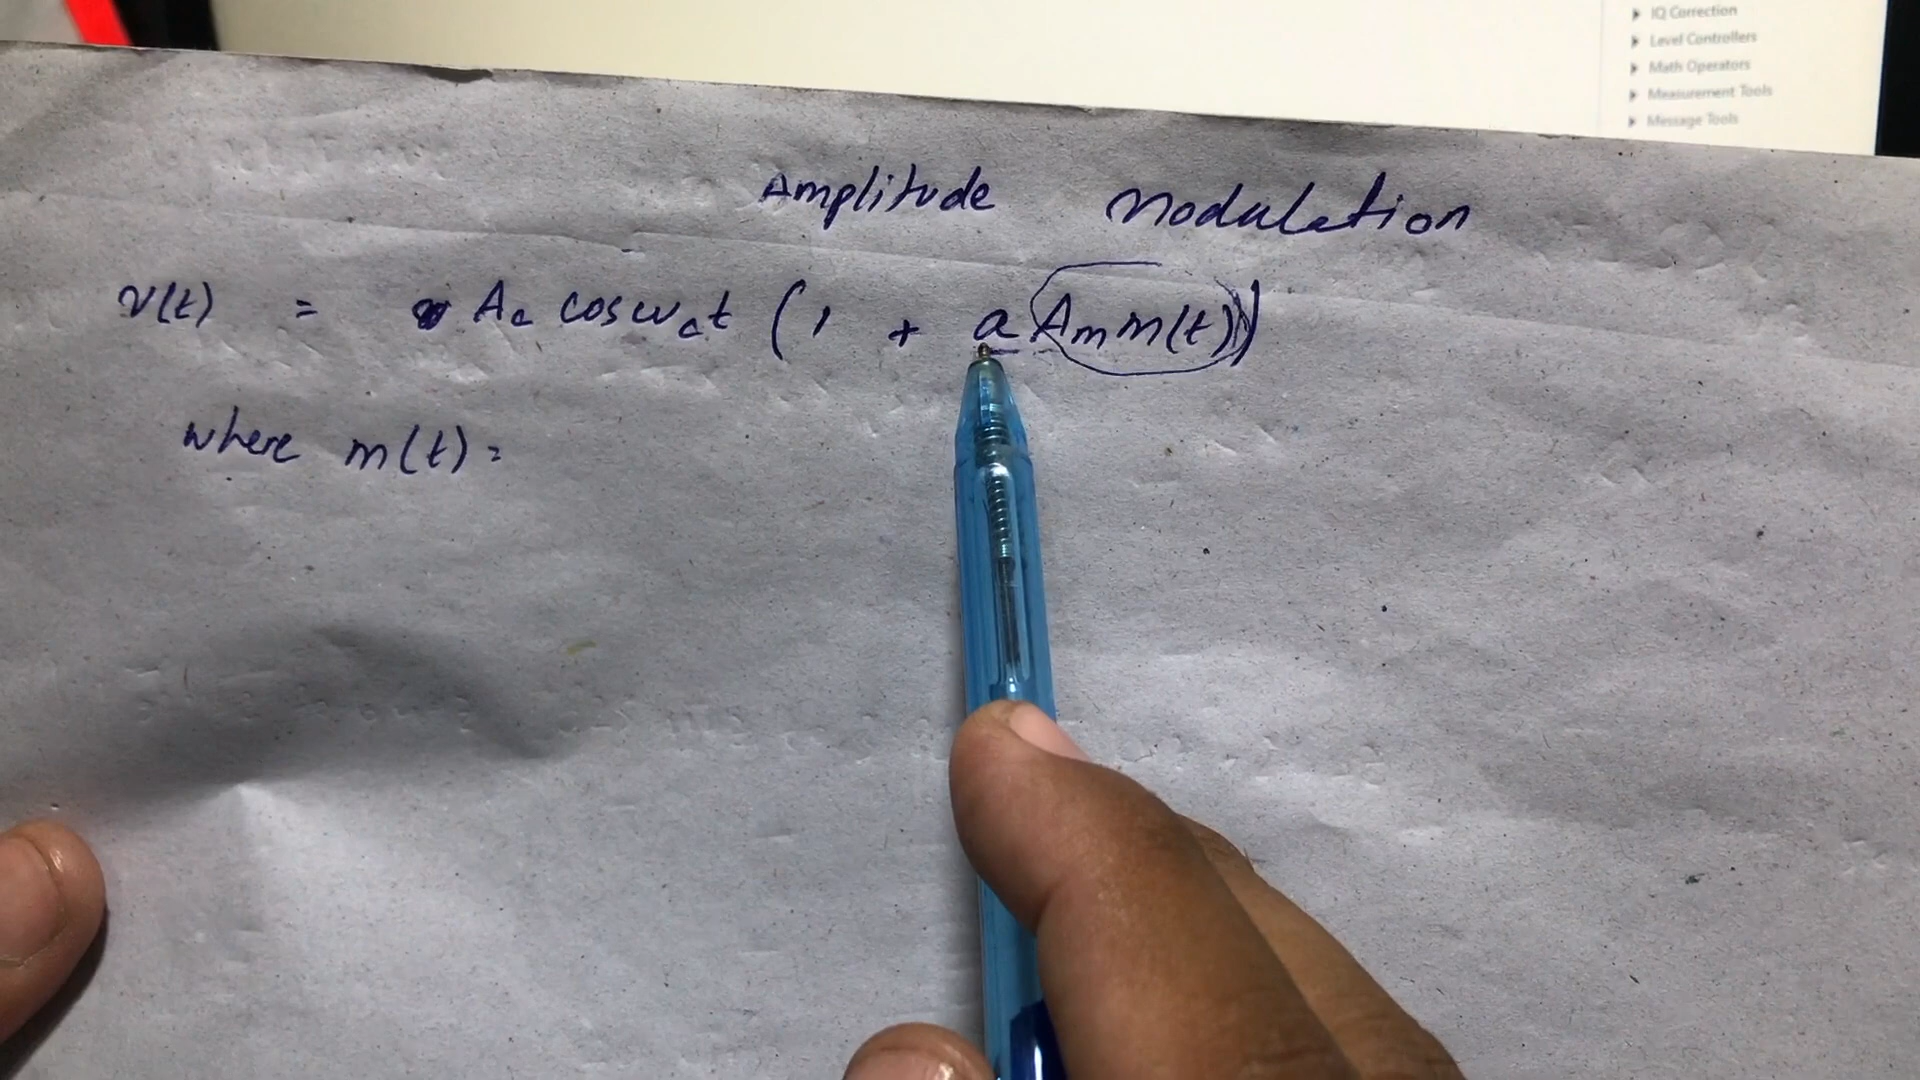 IQ Correction
Level Controllers
Math Operators
Measurement Tools
Message Tools
Amplitude Modulation
v(t) = Ac cosωct (1 + a Am m(t))
where m(t) =